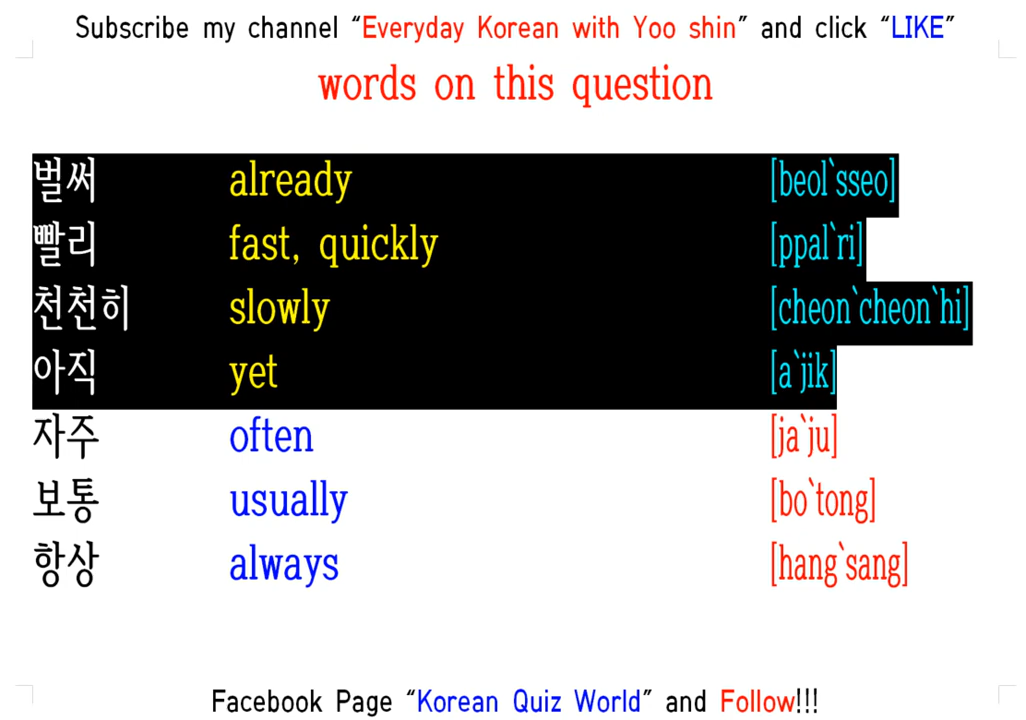 Subscribe my channel “Everyday Korean with Yoo shin” and click “LIKE”
words on this question
벌써 already [beol`sseo]
빨리 fast, quickly [ppal`ri]
천천히 slowly [cheon`cheon`hi]
아직 yet [a`jik]
자주 often [ja`ju]
보통 usually [bo`tong]
항상 always [hang`sang]
Facebook Page “Korean Quiz World” and Follow!!!